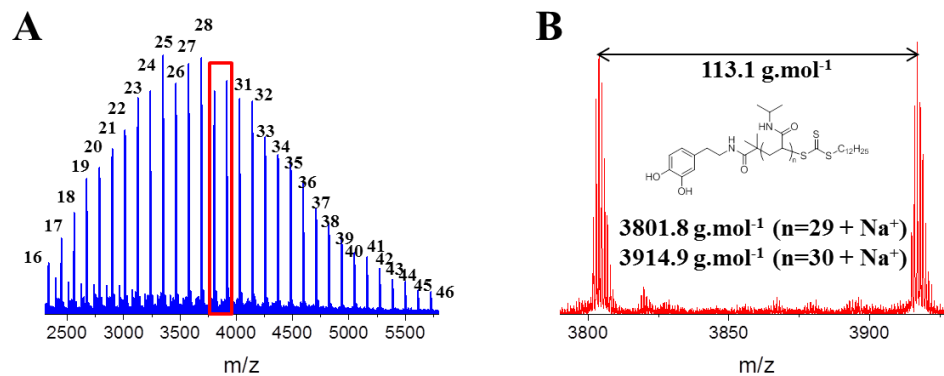 A
16
17
18
19
20
21
22
23
24
25
26
27
28
31
32
33
34
35
36
37
38
39
40
41
42
43
44
45
46
2500 3000 3500 4000 4500 5000 5500
m/z
B
113.1 g.mol⁻¹
HN
O
S
N
H
O
n
S
S
C₁₂H₂₅
HO
HO
3801.8 g.mol⁻¹ (n=29 + Na⁺)
3914.9 g.mol⁻¹ (n=30 + Na⁺)
3800 3850 3900
m/z